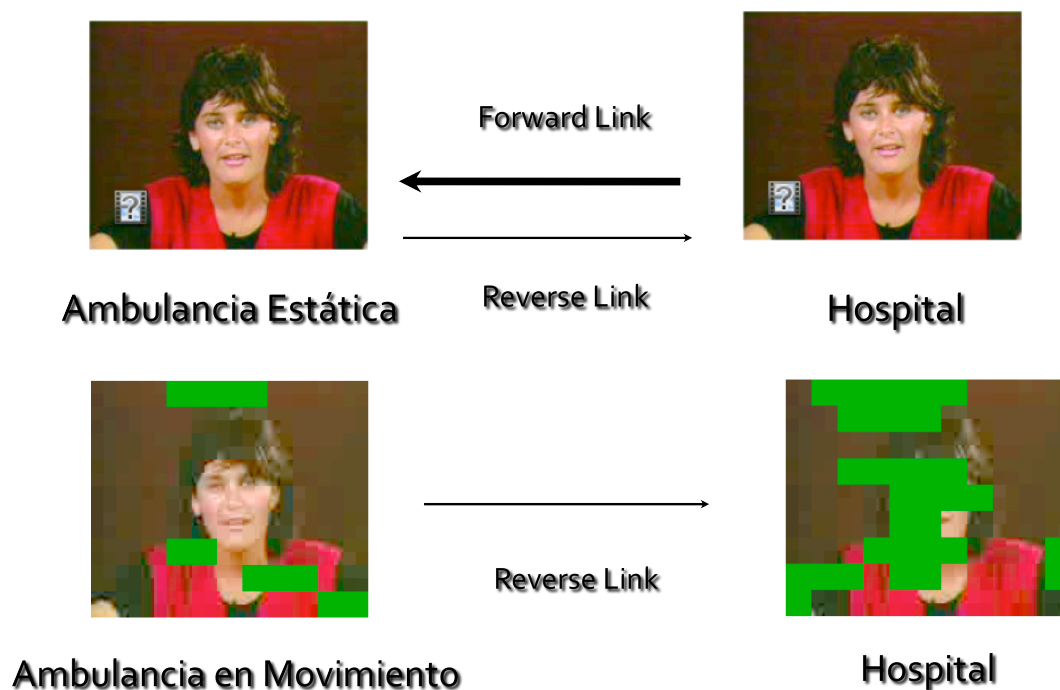 Forward Link
Reverse Link
Ambulancia Estática
Hospital
Reverse Link
Ambulancia en Movimiento
Hospital